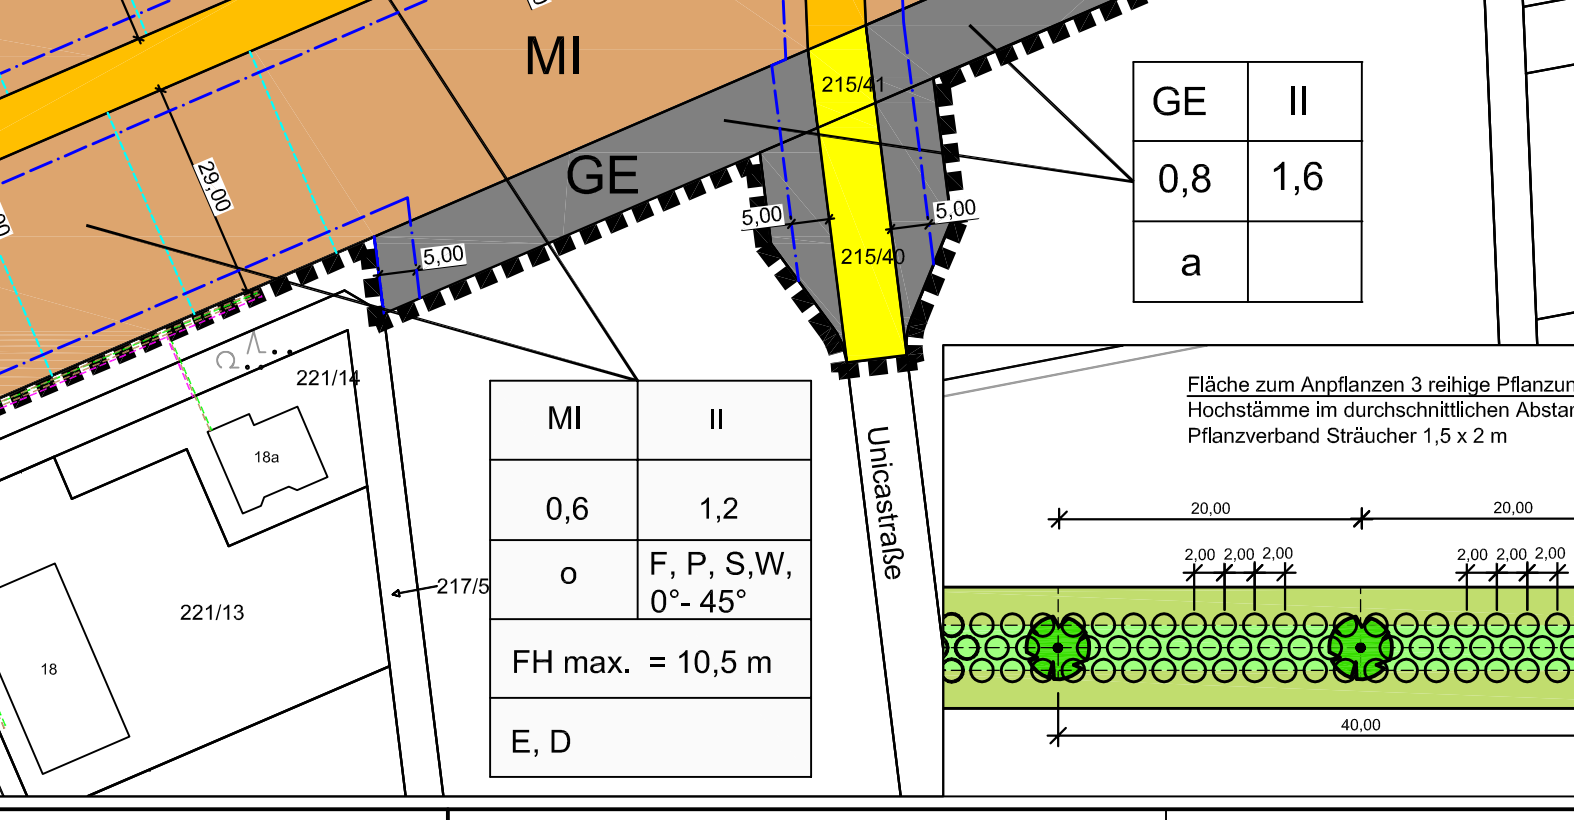 MI
215/41
GE
II
29,00
GE
0,8
1,6
5,00
5,00
5,00
215/40
a
221/14
MI
II
18a
0,6
1,2
o
F, P, S,W,
0°- 45°
217/5
221/13
18
FH max. = 10,5 m
E, D
Unicastraße
Fläche zum Anpflanzen 3 reihige Pflanzun
Hochstämme im durchschnittlichen Abstan
Pflanzverband Sträucher 1,5 x 2 m
20,00
20,00
2,00 2,00 2,00
2,00 2,00 2,00
40,00